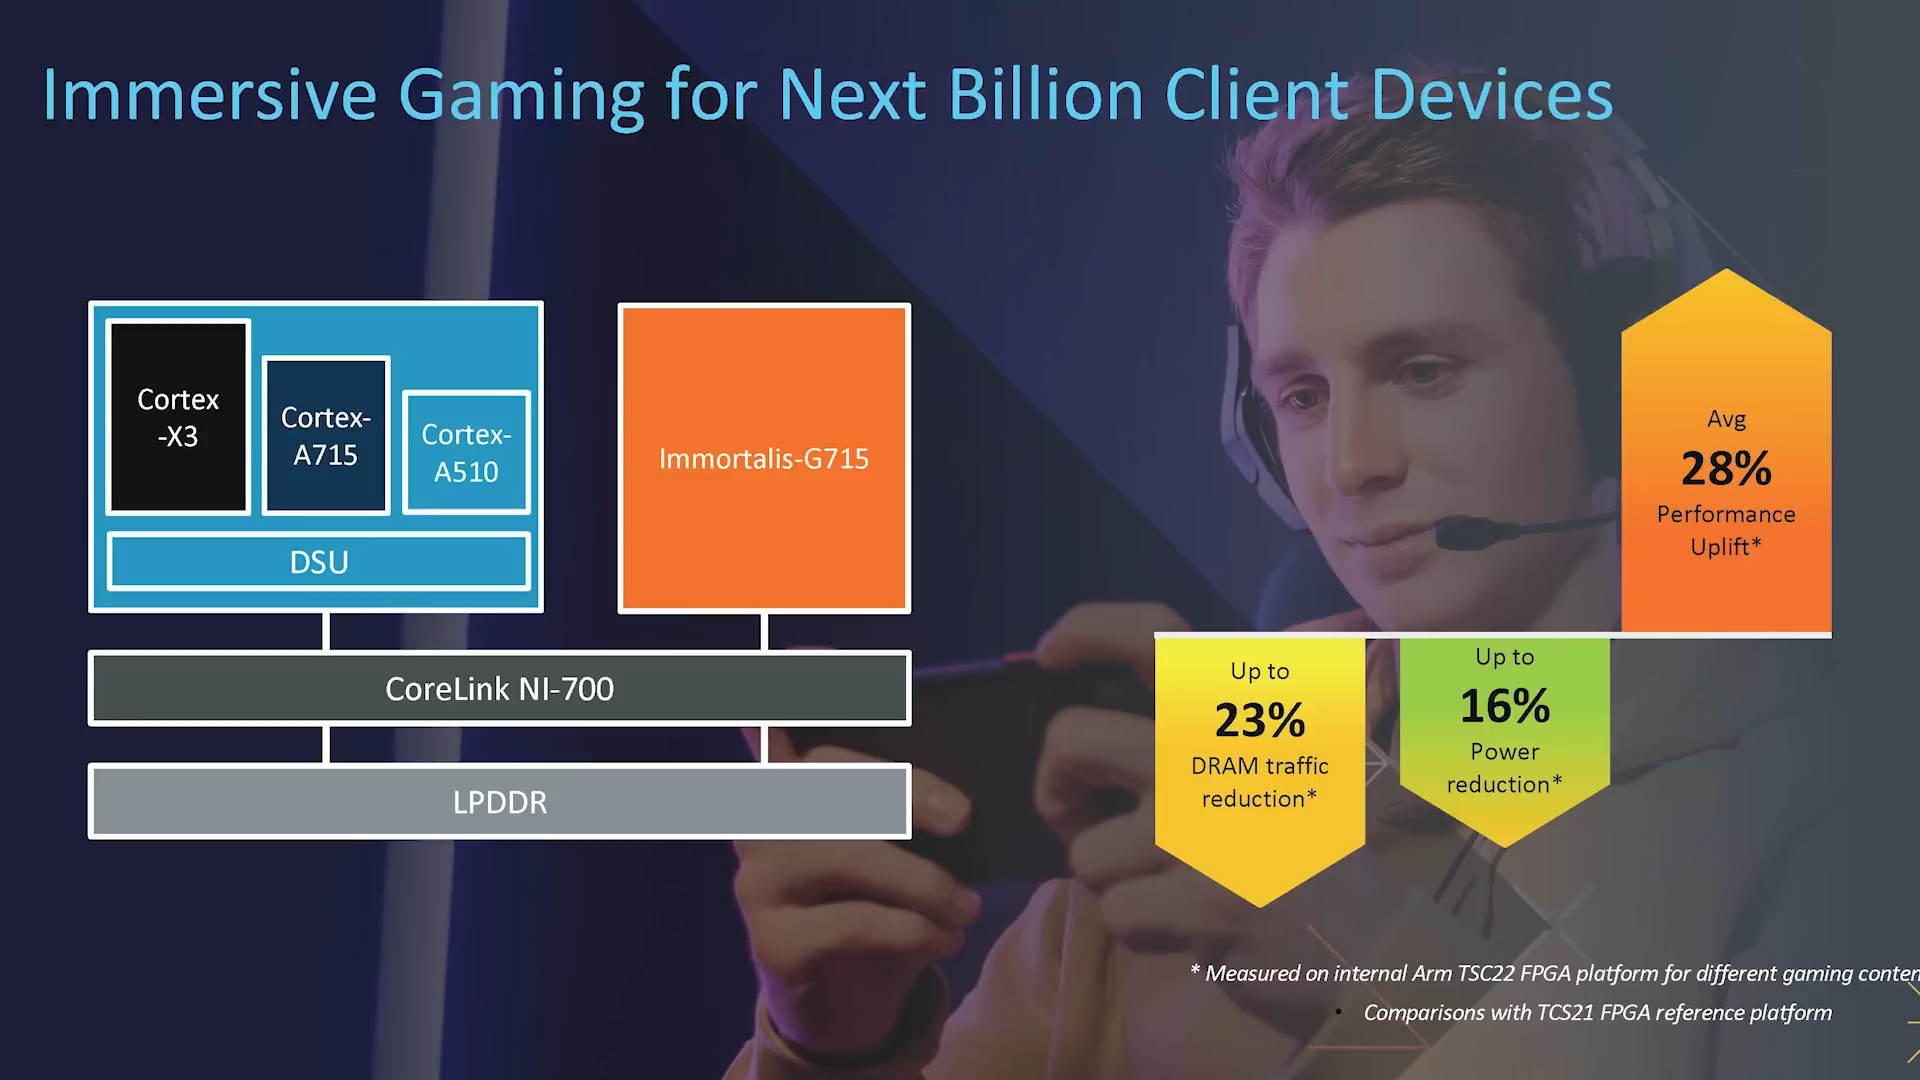 Immersive Gaming for Next Billion Client Devices
Cortex
-X3
Cortex-
A715
Cortex-
A510
DSU
Immortalis-G715
CoreLink NI-700
LPDDR
Avg
28%
Performance
Uplift*
Up to
23%
DRAM traffic
reduction*
Up to
16%
Power
reduction*
* Measured on internal Arm TSC22 FPGA platform for different gaming conten
• Comparisons with TCS21 FPGA reference platform